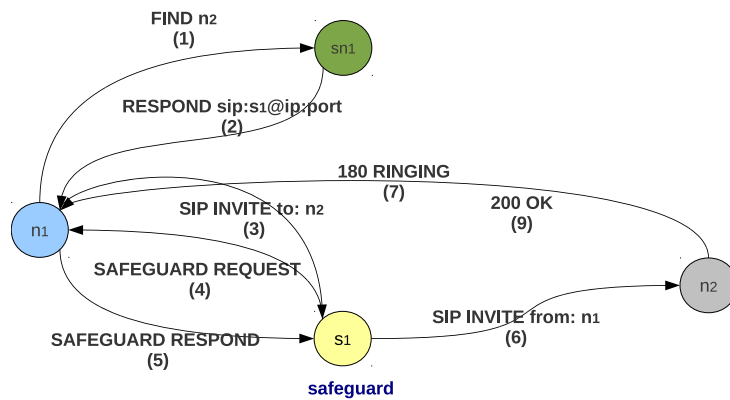 FIND n2
(1)
sn1
RESPOND sip:s1@ip:port
(2)
180 RINGING
(7)
200 OK
(9)
SIP INVITE to: n2
(3)
n1
SAFEGUARD REQUEST
(4)
n2
SIP INVITE from: n1
(6)
SAFEGUARD RESPOND
(5)
s1
safeguard